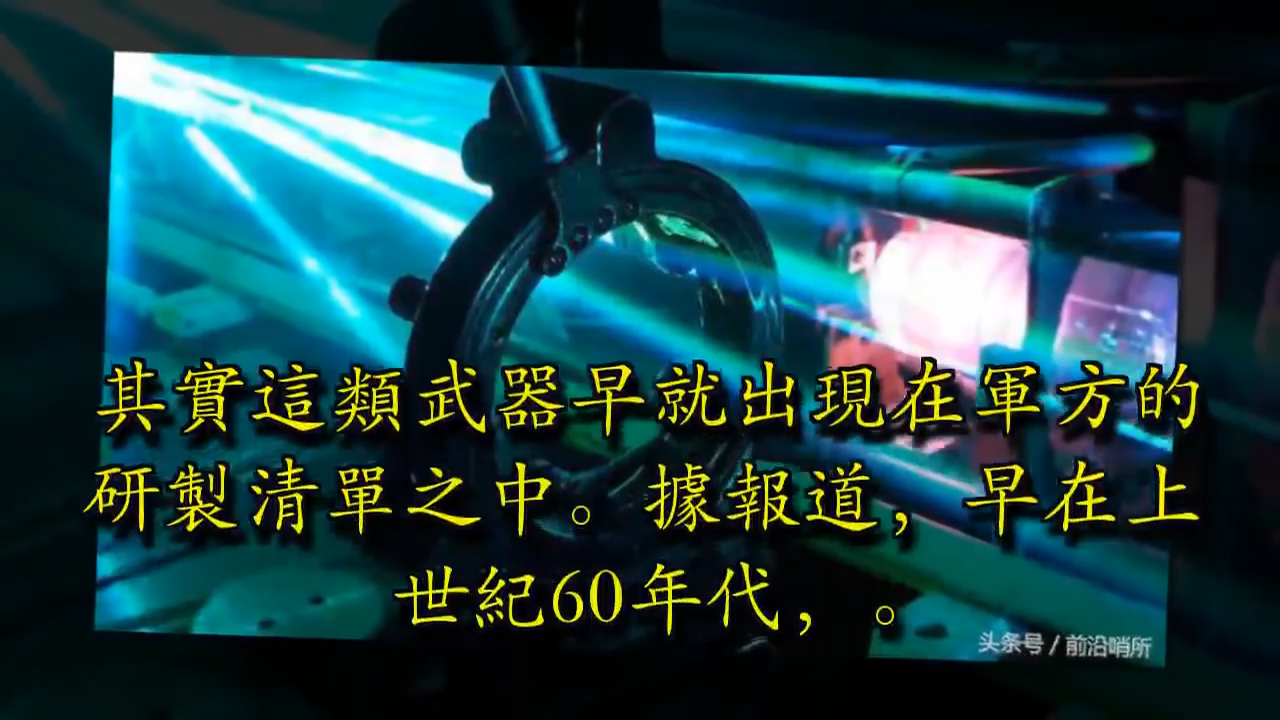 其實這類武器早就出現在軍方的
研製清單之中。據報道，早在上
世紀60年代，。
头条号 / 前沿哨所